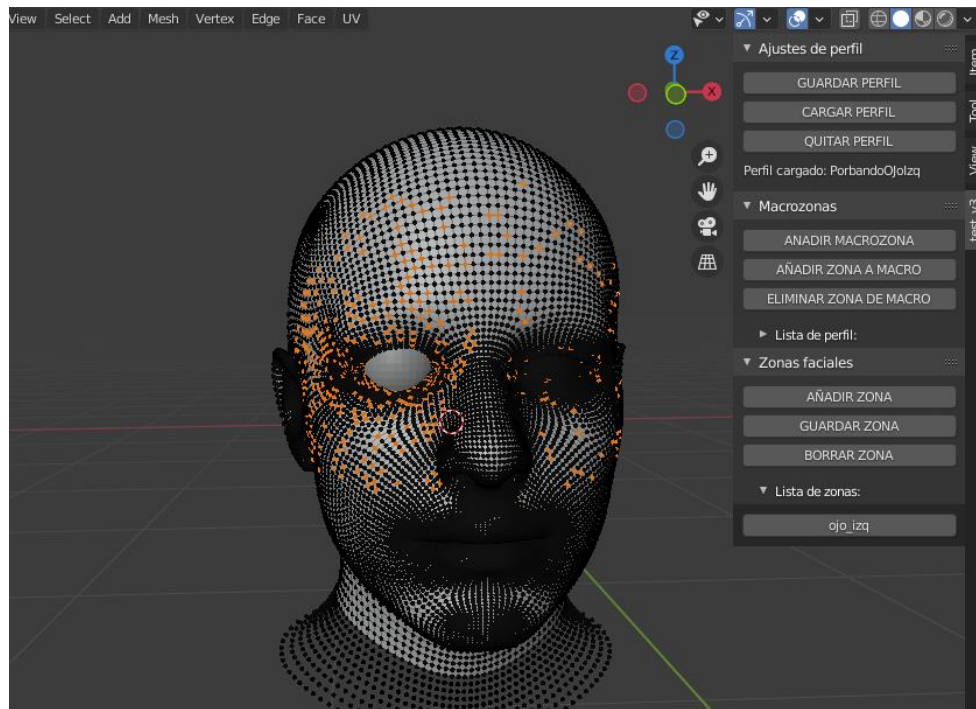 View Select Add Mesh Vertex Edge Face UV
Z
X
Ajustes de perfil
GUARDAR PERFIL
CARGAR PERFIL
QUITAR PERFIL
Perfil cargado: PorbandoOJoIzq
Macrozonas
ANADIR MACROZONA
AÑADIR ZONA A MACRO
ELIMINAR ZONA DE MACRO
Lista de perfil:
Zonas faciales
AÑADIR ZONA
GUARDAR ZONA
BORRAR ZONA
Lista de zonas:
ojo_izq
Item
Tool
View
test_v3